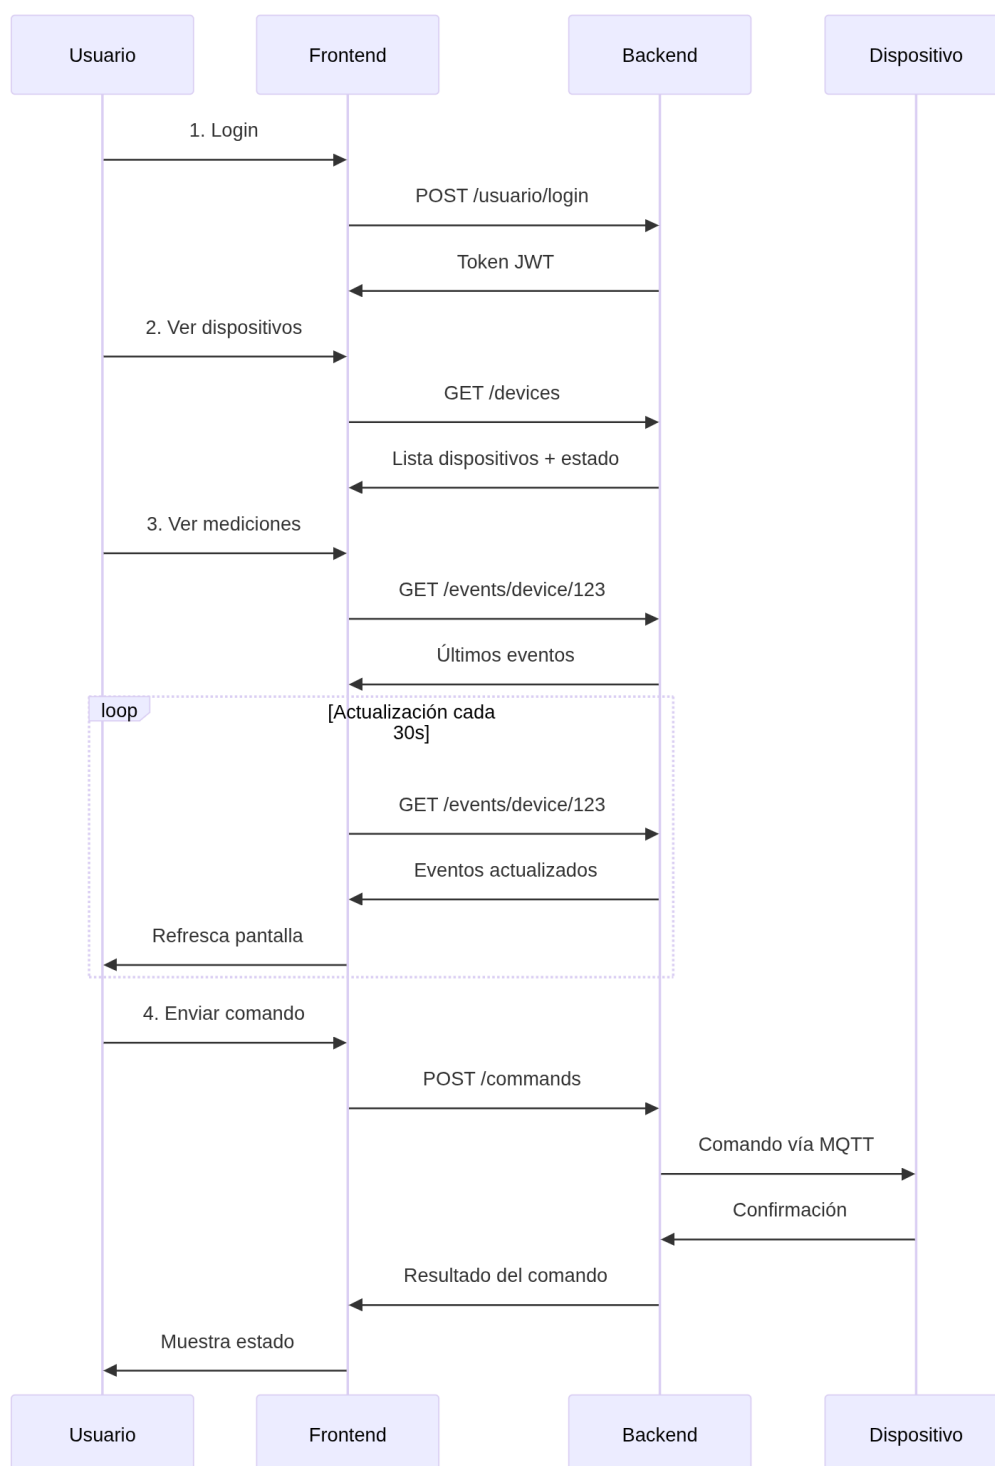 Usuario
Frontend
Backend
Dispositivo
1. Login
POST /usuario/login
Token JWT
2. Ver dispositivos
GET /devices
Lista dispositivos + estado
3. Ver mediciones
GET /events/device/123
Últimos eventos
loop
[Actualización cada
30s]
GET /events/device/123
Eventos actualizados
Refresca pantalla
4. Enviar comando
POST /commands
Comando vía MQTT
Confirmación
Resultado del comando
Muestra estado
Usuario
Frontend
Backend
Dispositivo